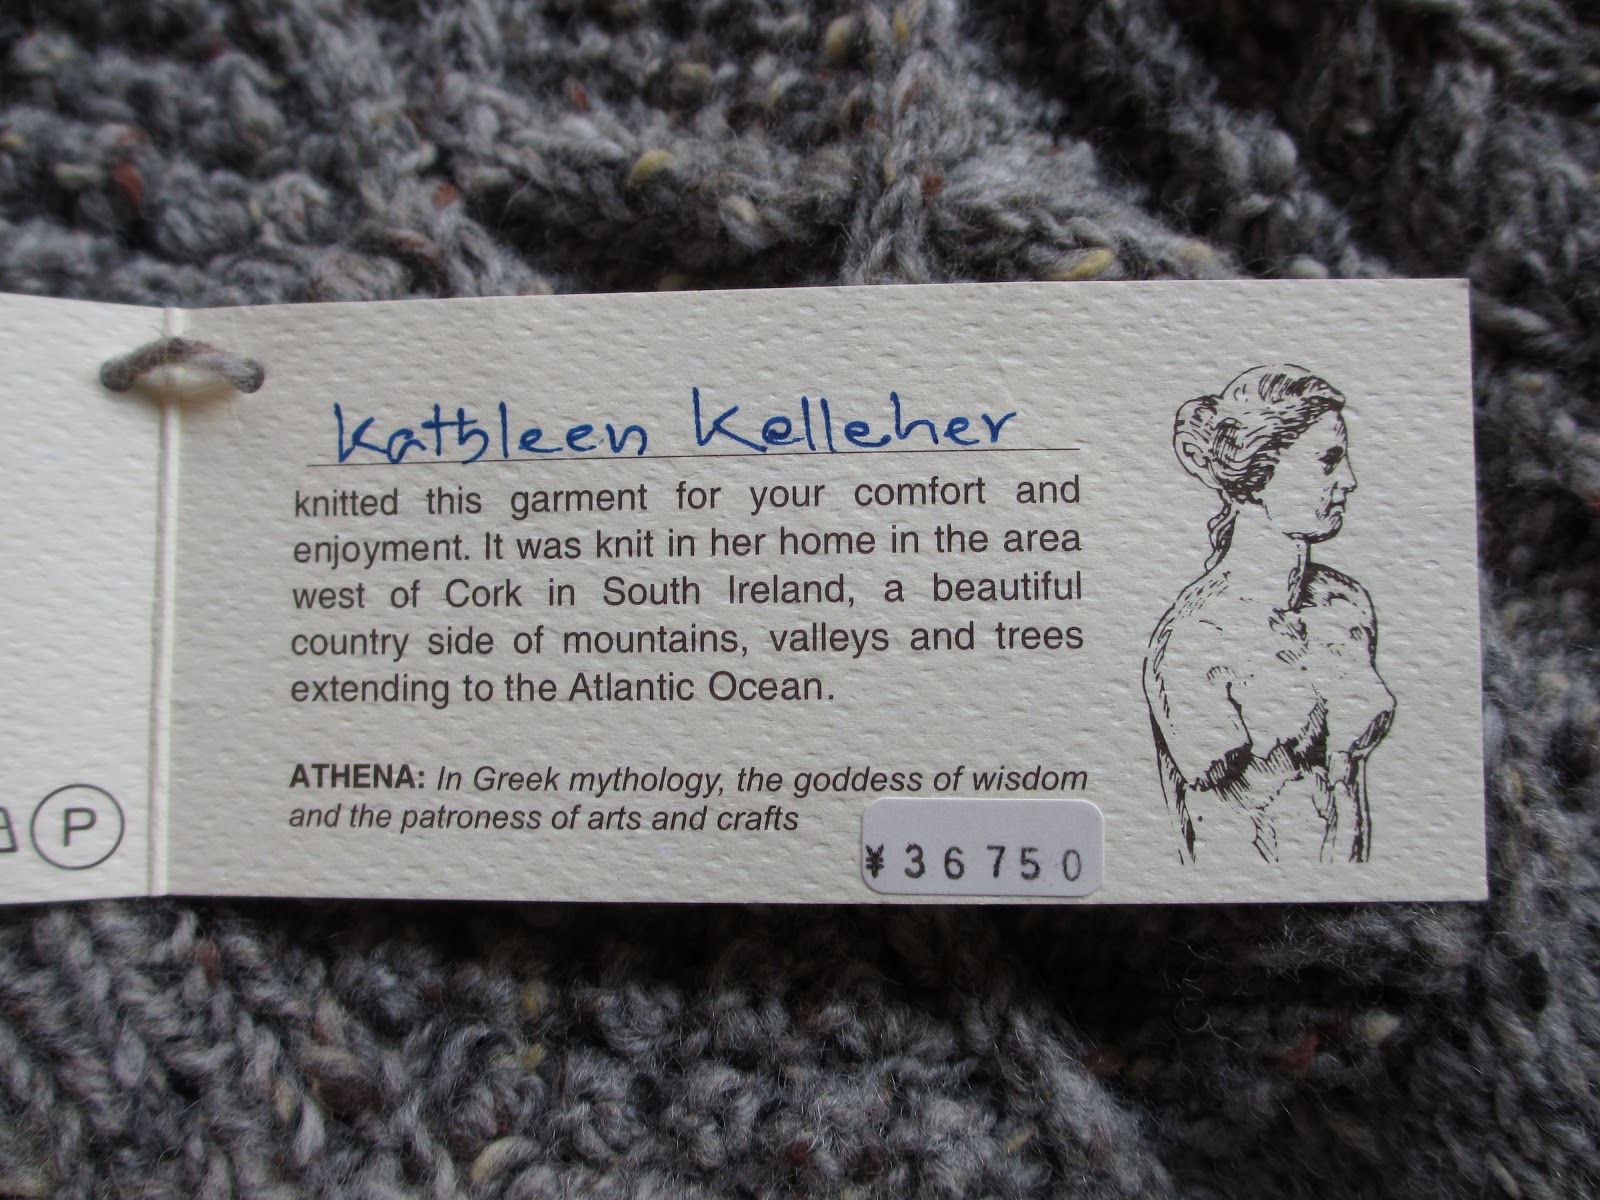 Kathleen Kelleher
knitted this garment for your comfort and
enjoyment. It was knit in her home in the area
west of Cork in South Ireland, a beautiful
country side of mountains, valleys and trees
extending to the Atlantic Ocean.
ATHENA: In Greek mythology, the goddess of wisdom
and the patroness of arts and crafts
¥36750
P